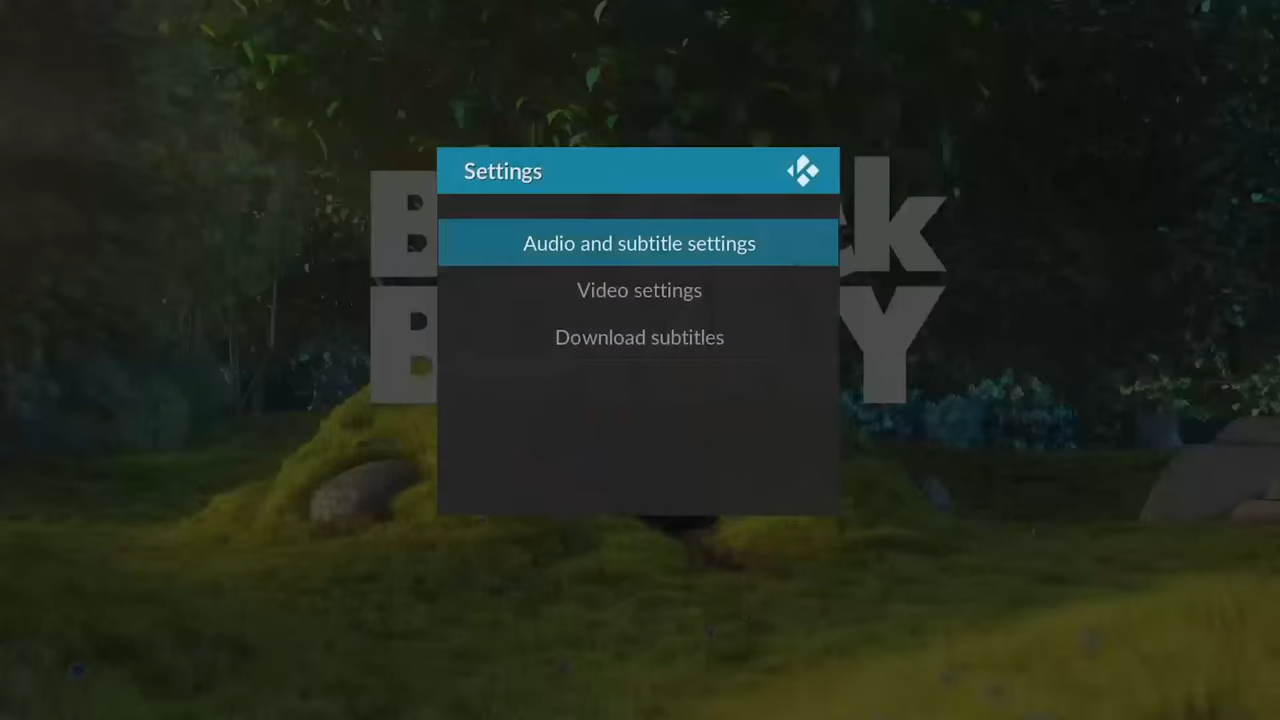 Settings
Audio and subtitle settings
Video settings
Download subtitles